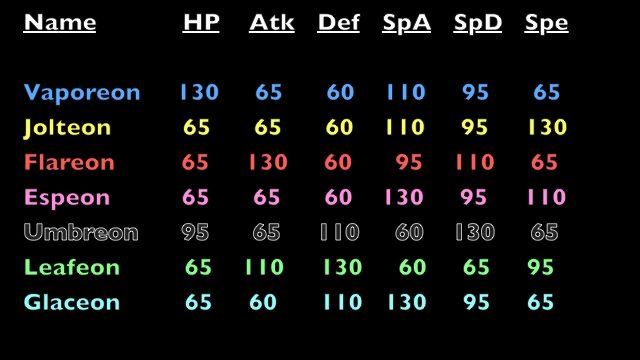 Name HP Atk Def SpA SpD Spe
Vaporeon 130 65 60 110 95 65
Jolteon 65 65 60 110 95 130
Flareon 65 130 60 95 110 65
Espeon 65 65 60 130 95 110
Umbreon 95 65 110 60 130 65
Leafeon 65 110 130 60 65 95
Glaceon 65 60 110 130 95 65